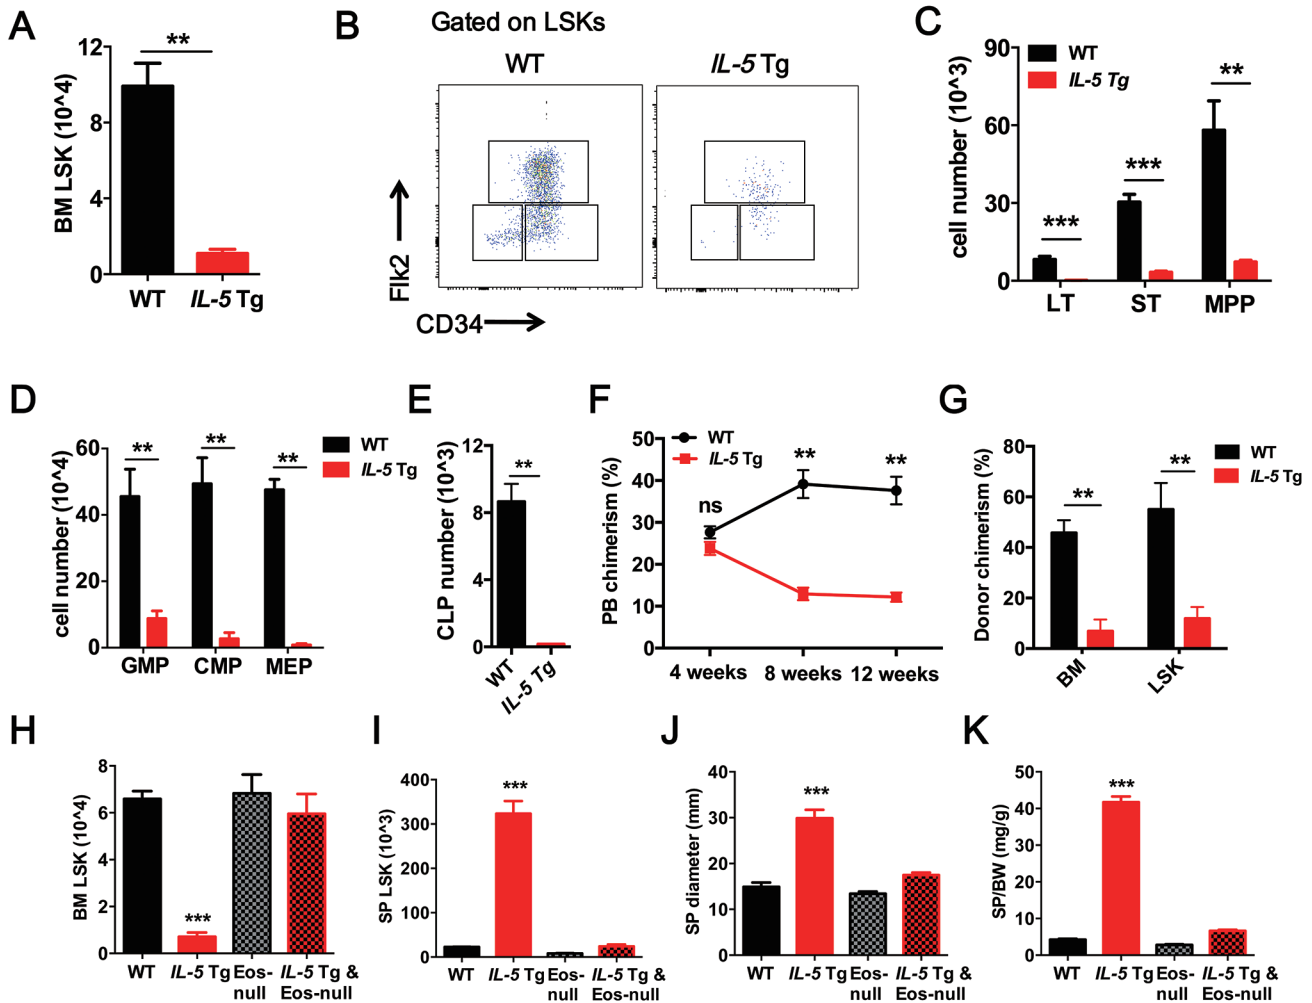 A
BM LSK (10^4)
12
8
4
0
**
WT
IL-5 Tg
B
Gated on LSKs
WT
IL-5 Tg
Flk2
CD34
C
cell number (10^3)
90
60
30
0
WT
IL-5 Tg
***
***
**
LT
ST
MPP
D
cell number (10^4)
60
40
20
0
**
**
**
WT
IL-5 Tg
GMP
CMP
MEP
E
CLP number (10^3)
12
8
4
0
**
WT
IL-5 Tg
F
PB chimerism (%)
50
40
30
20
10
0
WT
IL-5 Tg
ns
**
**
4 weeks
8 weeks
12 weeks
G
Donor chimerism (%)
80
60
40
20
0
**
**
WT
IL-5 Tg
BM
LSK
H
BM LSK (10^4)
8
6
4
2
0
***
WT
IL-5 Tg
Eos-
null
IL-5 Tg &
Eos-null
I
SP LSK (10^3)
400
300
200
100
0
***
WT
IL-5 Tg
Eos-
null
IL-5 Tg &
Eos-null
J
SP diameter (mm)
40
30
20
10
0
***
WT
IL-5 Tg
Eos-
null
IL-5 Tg &
Eos-null
K
SP/BW (mg/g)
50
40
30
20
10
0
***
WT
IL-5 Tg
Eos-
null
IL-5 Tg &
Eos-null